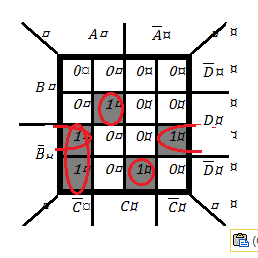 ¤ A¤ A̅¤ ¤ ¤
0¤ 0¤ 0¤ 0¤ D̅¤ ¤
B¤
0¤ 1¤ 0¤ 0¤ D¤ ¤
1¤ 0¤ 0¤ 1¤ ¤
B̅¤
1¤ 0¤ 1¤ 0¤ D̅¤ ¤
¤ C̅¤ C¤ C̅¤ ¤ ¤